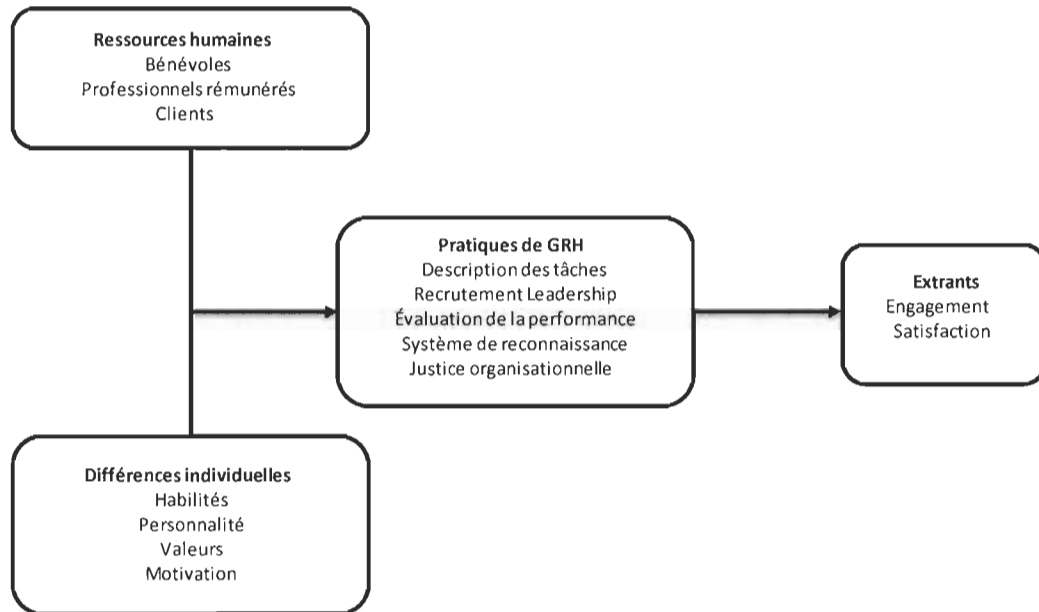 Ressources humaines
Bénévoles
Professionnels rémunérés
Clients
Pratiques de GRH
Description des tâches
Recrutement Leadership
Évaluation de la performance
Système de reconnaissance
Justice organisationnelle
Extrants
Engagement
Satisfaction
Différences individuelles
Habilités
Personnalité
Valeurs
Motivation